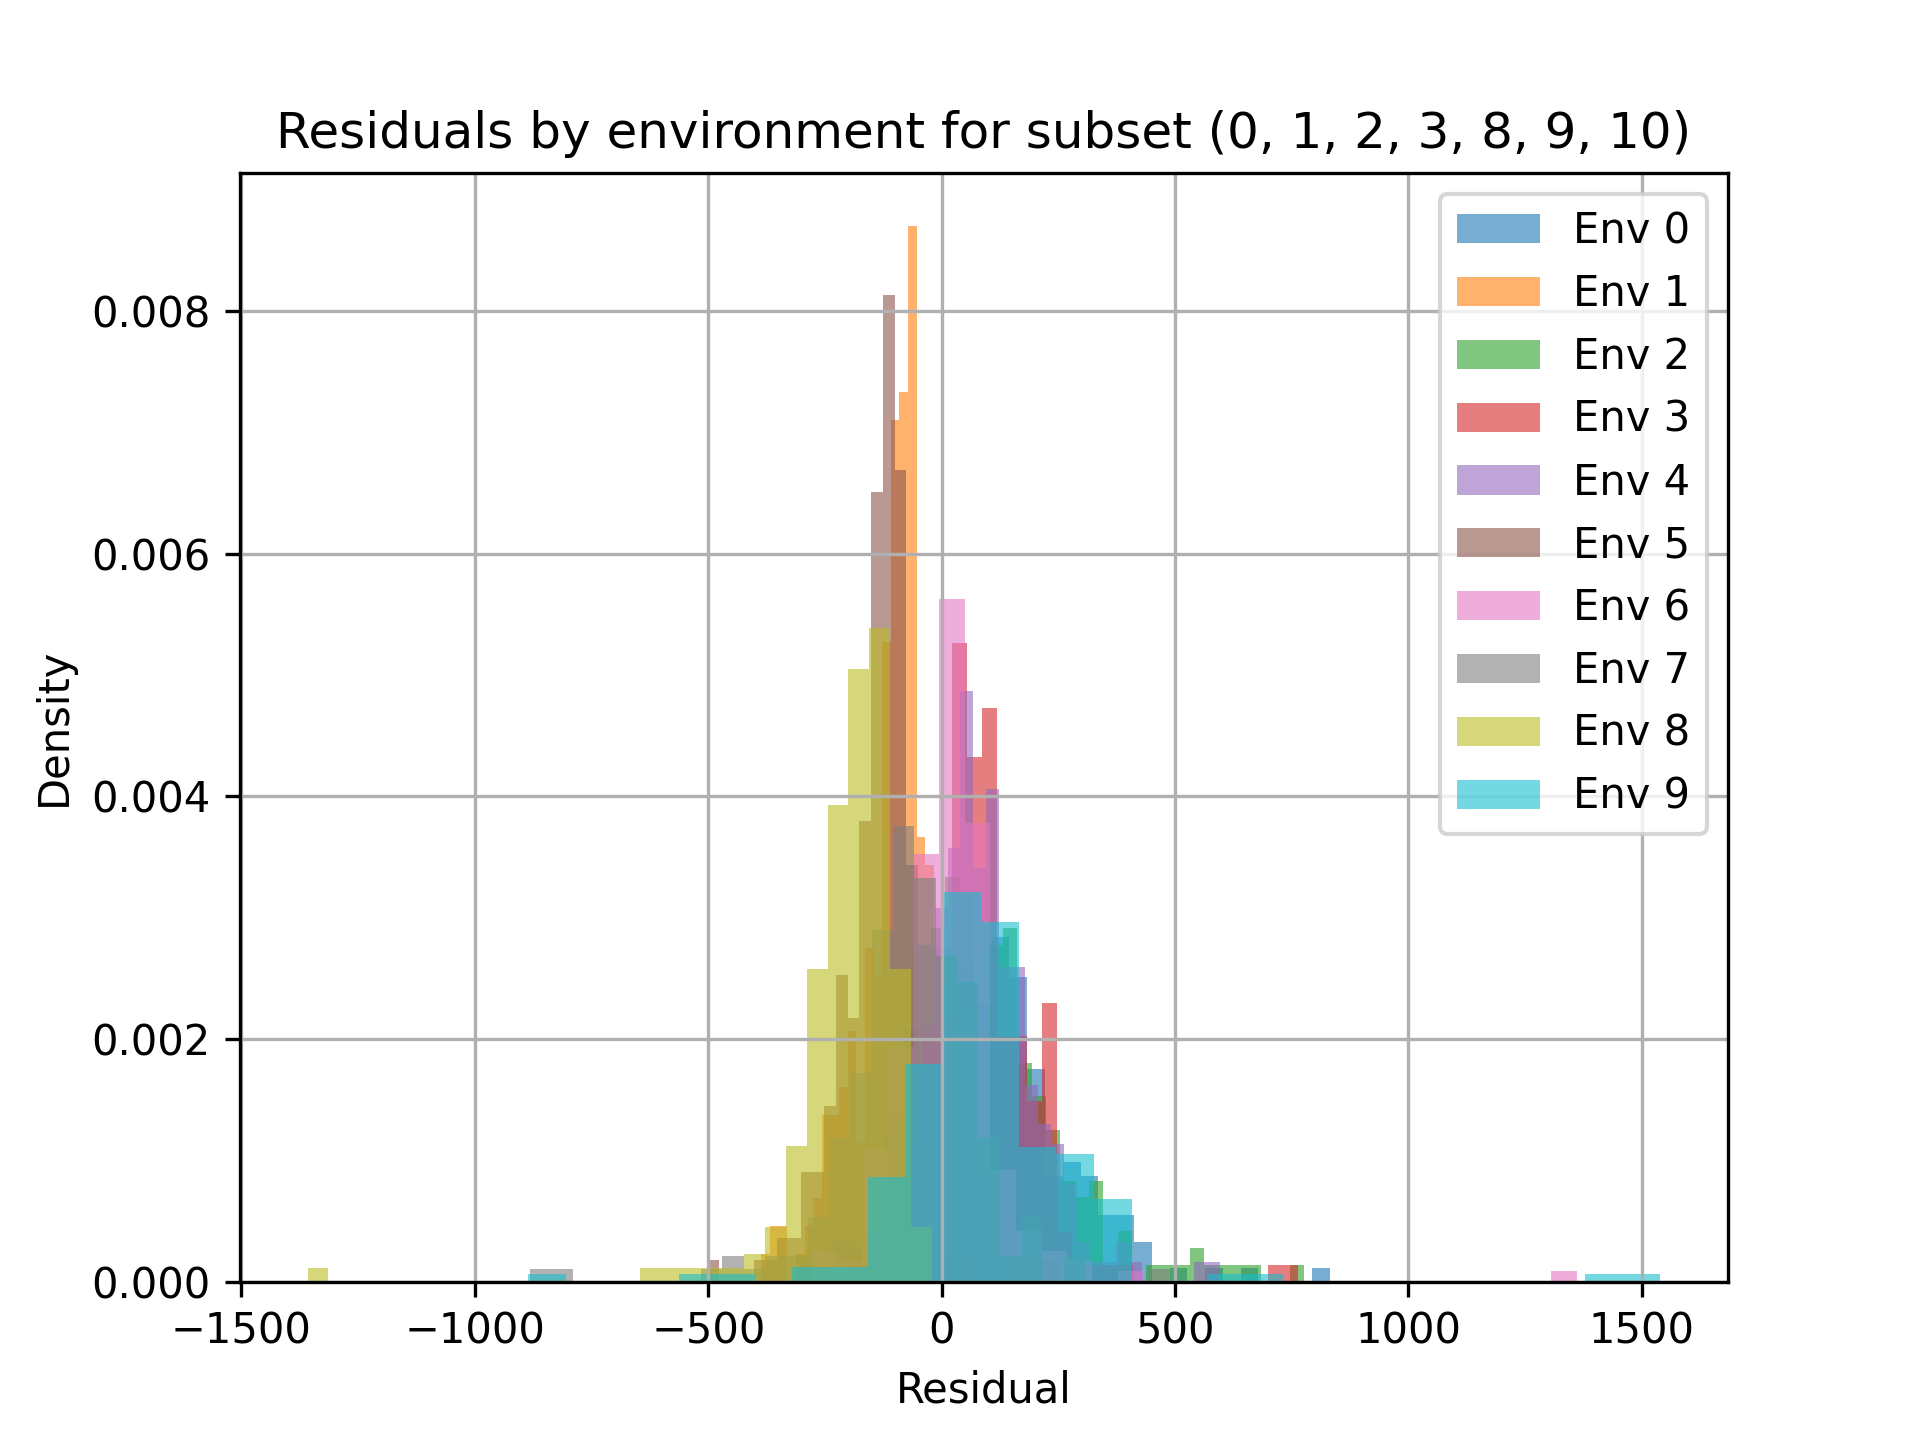 Residuals by environment for subset (0, 1, 2, 3, 8, 9, 10)
Env 0
Env 1
Env 2
Env 3
Env 4
Env 5
Env 6
Env 7
Env 8
Env 9
Density
0.008
0.006
0.004
0.002
0.000
−1500 −1000 −500 0 500 1000 1500
Residual